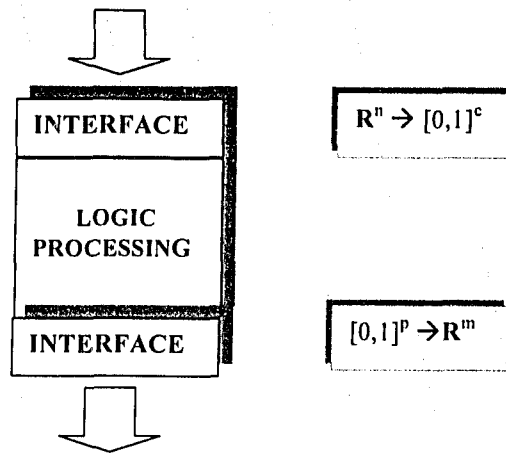 INTERFACE
Rⁿ → [0,1]ᶜ
LOGIC
PROCESSING
INTERFACE
[0,1]ᵖ → Rᵐ